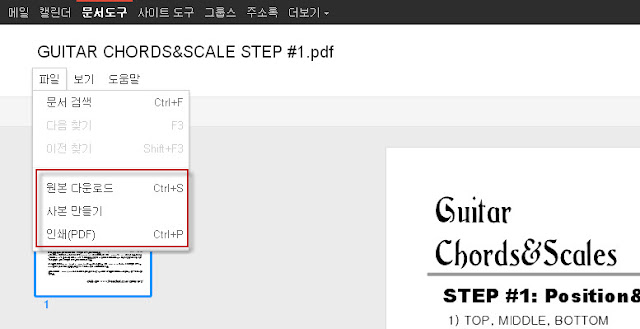 메일 캘린더 문서도구 사이트 도구 그룹스 주소록 더보기
GUITAR CHORDS&SCALE STEP #1.pdf
파일 보기 도움말
문서 검색 Ctrl+F
다음 찾기 F3
이전 찾기 Shift+F3
원본 다운로드 Ctrl+S
사본 만들기
인쇄(PDF) Ctrl+P
1
Guitar
Chords&Scales
STEP #1: Position&
1) TOP, MIDDLE, BOTTOM